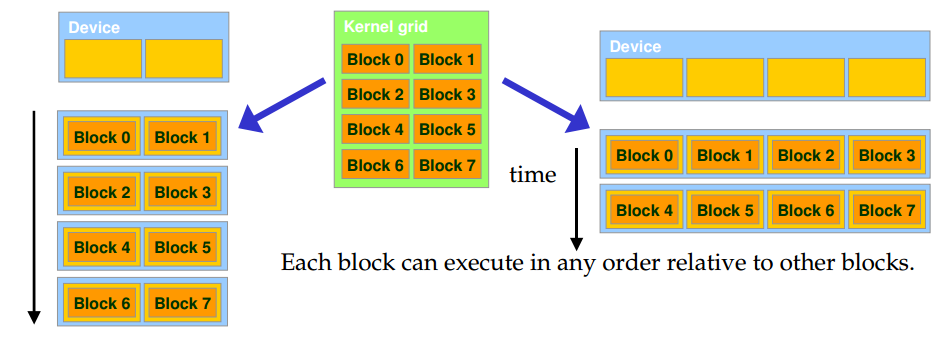 Device
Block 0 Block 1
Block 2 Block 3
Block 4 Block 5
Block 6 Block 7
Kernel grid
Block 0 Block 1
Block 2 Block 3
Block 4 Block 5
Block 6 Block 7
Device
Block 0 Block 1 Block 2 Block 3
Block 4 Block 5 Block 6 Block 7
time
Each block can execute in any order relative to other blocks.